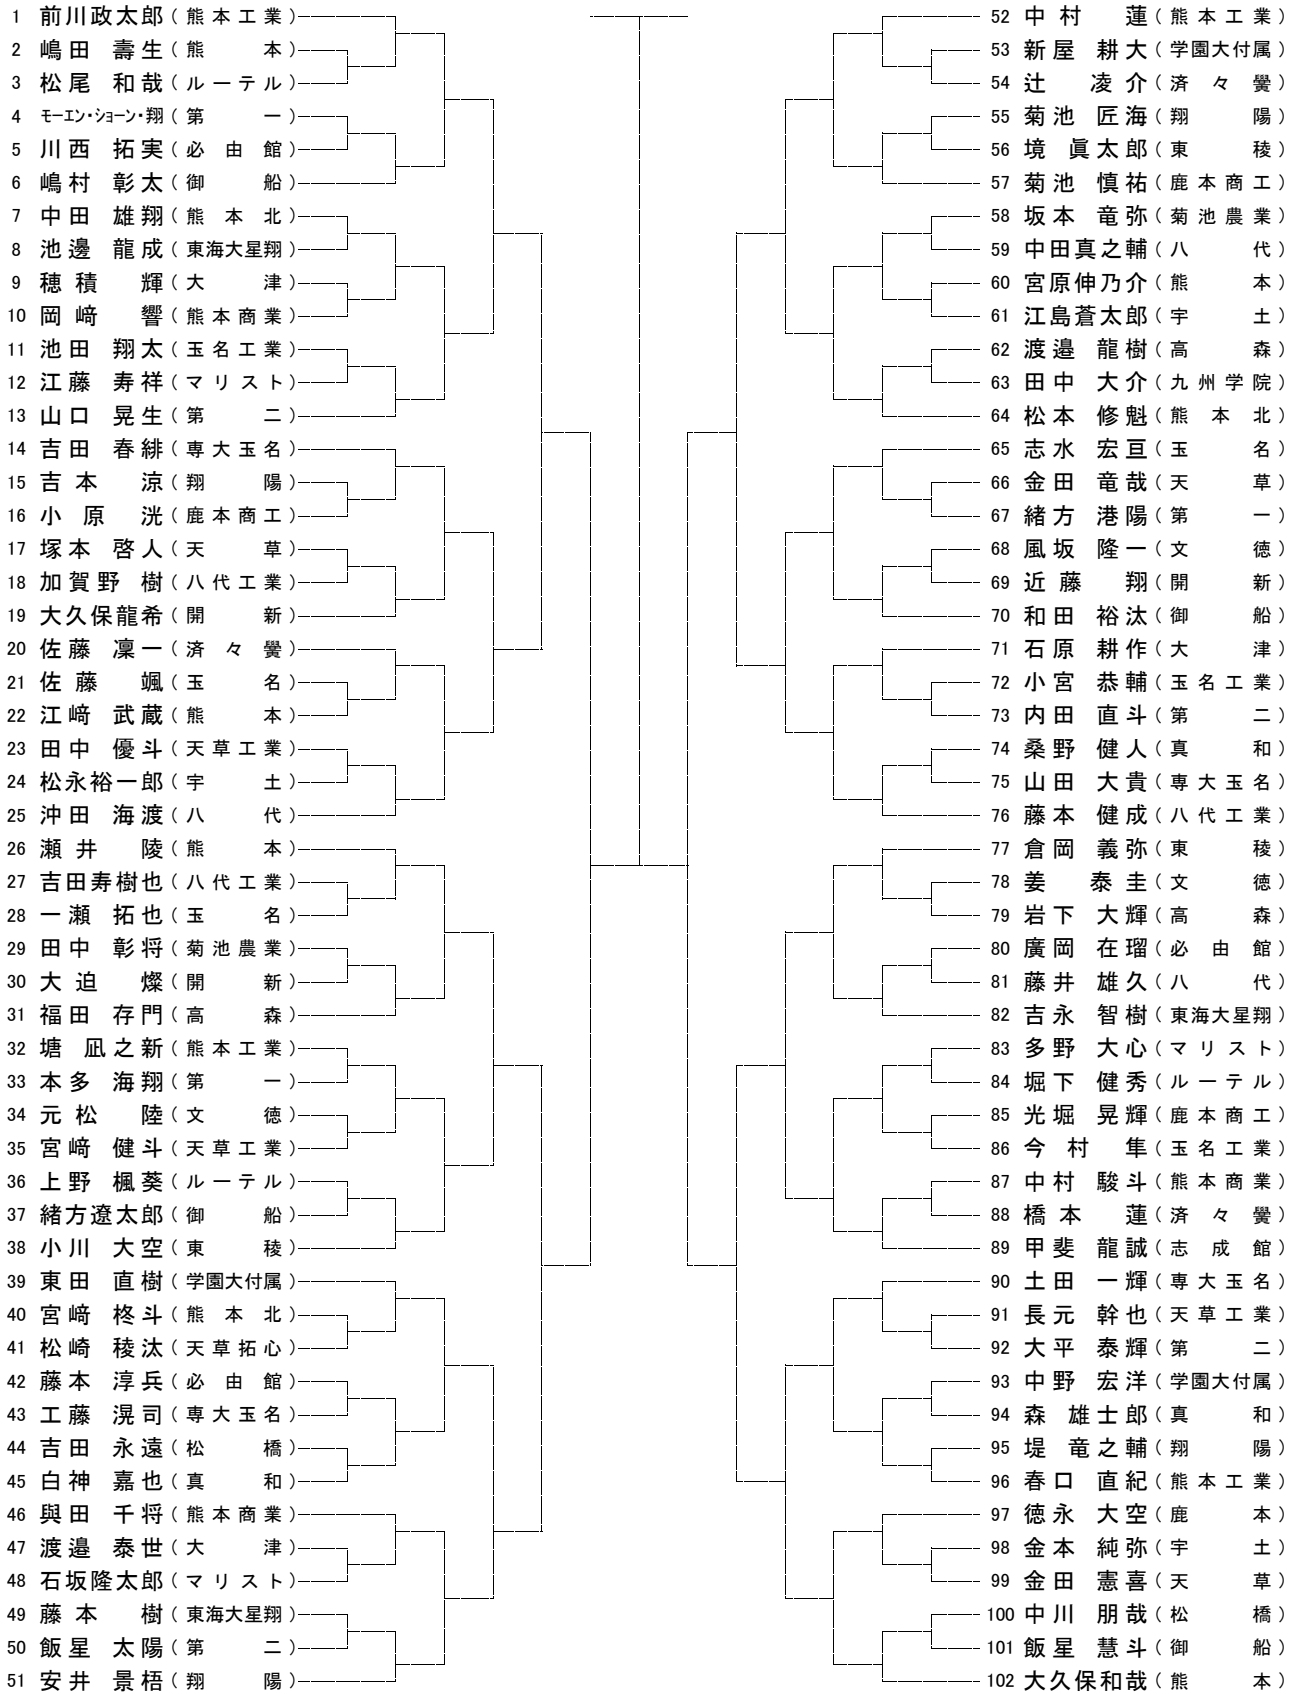 1 前川政太郎(熊本工業)
2 嶋田 壽生(熊 本)
3 松尾 和哉(ルーテル)
4 モーエン・ショーン・翔(第 一)
5 川西 拓実(必 由 館)
6 嶋村 彰太(御 船)
7 中田 雄翔(熊 本 北)
8 池邊 龍成(東海大星翔)
9 穂積 輝(大 津)
10 岡﨑 響(熊本商業)
11 池田 翔太(玉名工業)
12 江藤 寿祥(マリスト)
13 山口 晃生(第 二)
14 吉田 春緋(専大玉名)
15 吉本 涼(翔 陽)
16 小原 洸(鹿本商工)
17 塚本 啓人(天 草)
18 加賀野 樹(八代工業)
19 大久保龍希(開 新)
20 佐藤 凜一(済 々 黌)
21 佐藤 颯(玉 名)
22 江﨑 武蔵(熊 本)
23 田中 優斗(天草工業)
24 松永裕一郎(宇 土)
25 沖田 海渡(八 代)
26 瀬井 陵(熊 本)
27 吉田寿樹也(八代工業)
28 一瀬 拓也(玉 名)
29 田中 彰将(菊池農業)
30 大迫 燦(開 新)
31 福田 存門(高 森)
32 塘 凪之新(熊本工業)
33 本多 海翔(第 一)
34 元松 陸(文 徳)
35 宮﨑 健斗(天草工業)
36 上野 楓葵(ルーテル)
37 緒方遼太郎(御 船)
38 小川 大空(東 稜)
39 東田 直樹(学園大付属)
40 宮﨑 柊斗(熊 本 北)
41 松崎 稜汰(天草拓心)
42 藤本 淳兵(必 由 館)
43 工藤 滉司(専大玉名)
44 吉田 永遠(松 橋)
45 白神 嘉也(真 和)
46 與田 千将(熊本商業)
47 渡邉 泰世(大 津)
48 石坂隆太郎(マリスト)
49 藤本 樹(東海大星翔)
50 飯星 太陽(第 二)
51 安井 景梧(翔 陽)
52 中村 蓮(熊本工業)
53 新屋 耕大(学園大付属)
54 辻 凌介(済 々 黌)
55 菊池 匠海(翔 陽)
56 境 眞太郎(東 稜)
57 菊池 慎祐(鹿本商工)
58 坂本 竜弥(菊池農業)
59 中田真之輔(八 代)
60 宮原伸乃介(熊 本)
61 江島蒼太郎(宇 土)
62 渡邉 龍樹(高 森)
63 田中 大介(九州学院)
64 松本 修魁(熊 本 北)
65 志水 宏亘(玉 名)
66 金田 竜哉(天 草)
67 緒方 港陽(第 一)
68 風坂 隆一(文 徳)
69 近藤 翔(開 新)
70 和田 裕汰(御 船)
71 石原 耕作(大 津)
72 小宮 恭輔(玉名工業)
73 内田 直斗(第 二)
74 桑野 健人(真 和)
75 山田 大貴(専大玉名)
76 藤本 健成(八代工業)
77 倉岡 義弥(東 稜)
78 姜 泰圭(文 徳)
79 岩下 大輝(高 森)
80 廣岡 在瑠(必 由 館)
81 藤井 雄久(八 代)
82 吉永 智樹(東海大星翔)
83 多野 大心(マリスト)
84 堀下 健秀(ルーテル)
85 光堀 晃輝(鹿本商工)
86 今村 隼(玉名工業)
87 中村 駿斗(熊本商業)
88 橋本 蓮(済 々 黌)
89 甲斐 龍誠(志 成 館)
90 土田 一輝(専大玉名)
91 長元 幹也(天草工業)
92 大平 泰輝(第 二)
93 中野 宏洋(学園大付属)
94 森 雄士郎(真 和)
95 堤 竜之輔(翔 陽)
96 春口 直紀(熊本工業)
97 徳永 大空(鹿 本)
98 金本 純弥(宇 土)
99 金田 憲喜(天 草)
100 中川 朋哉(松 橋)
101 飯星 慧斗(御 船)
102 大久保和哉(熊 本)